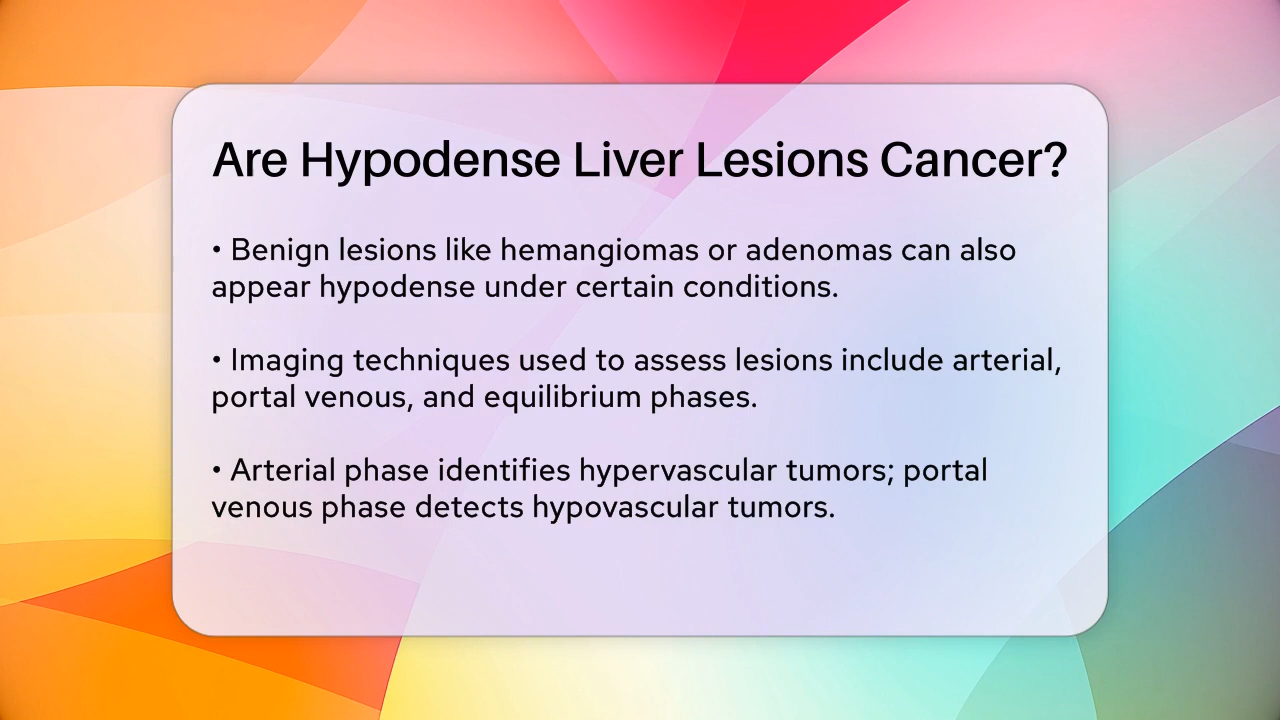 Are Hypodense Liver Lesions Cancer?
• Benign lesions like hemangiomas or adenomas can also
appear hypodense under certain conditions.
• Imaging techniques used to assess lesions include arterial,
portal venous, and equilibrium phases.
• Arterial phase identifies hypervascular tumors; portal
venous phase detects hypovascular tumors.